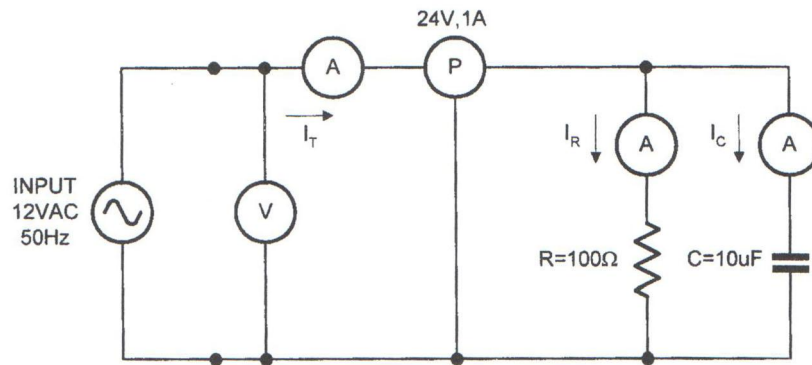 24V,1A
A
P
I_T
I_R
A
I_C
A
INPUT
12VAC
50Hz
V
R=100Ω
C=10uF